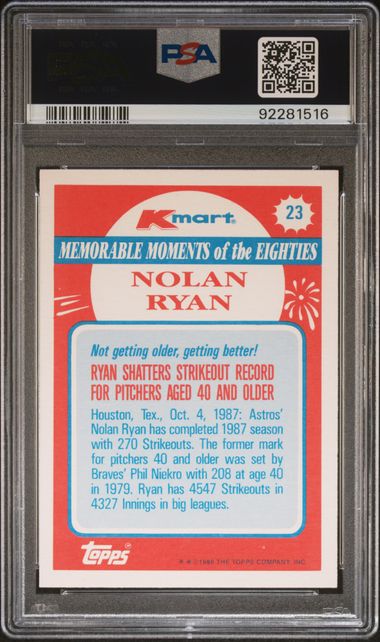 PSA
92281516
Kmart®
23
MEMORABLE MOMENTS of the EIGHTIES
NOLAN
RYAN
Not getting older, getting better!
RYAN SHATTERS STRIKEOUT RECORD
FOR PITCHERS AGED 40 AND OLDER
Houston, Tex., Oct. 4, 1987: Astros'
Nolan Ryan has completed 1987 season
with 270 Strikeouts. The former mark
for pitchers 40 and older was set by
Braves' Phil Niekro with 208 at age 40
in 1979. Ryan has 4547 Strikeouts in
4327 Innings in big leagues.
topps
* * © 1988 THE TOPPS COMPANY, INC.